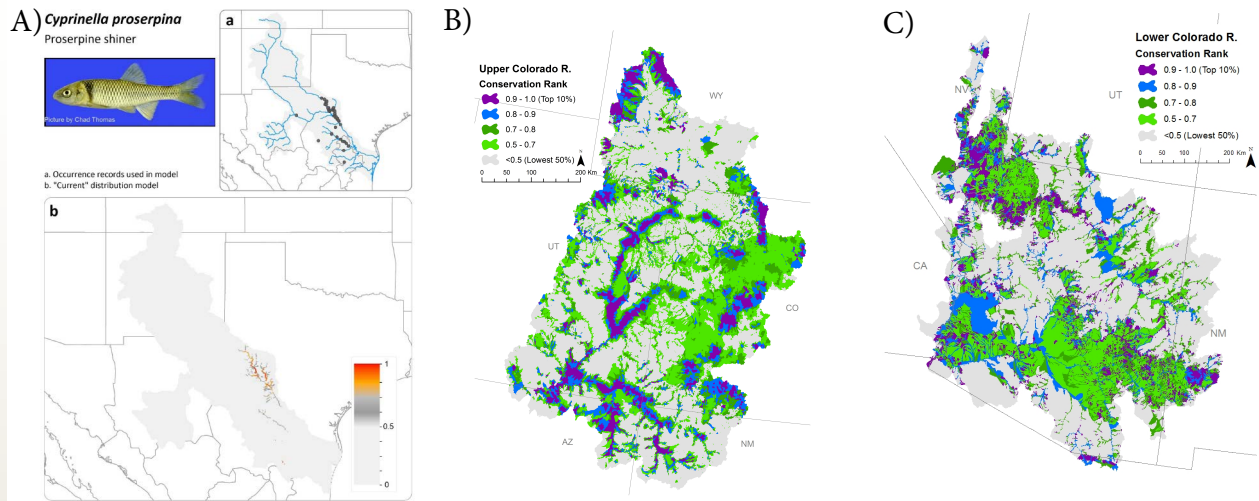 A)
Cyprinella proserpina
Proserpine shiner
Picture by Chad Thomas
a. Occurrence records used in model
b. "Current" distribution model
a
b
1
0.5
0
B)
Upper Colorado R.
Conservation Rank
0.9 - 1.0 (Top 10%)
0.8 - 0.9
0.7 - 0.8
0.5 - 0.7
<0.5 (Lowest 50%)
N
0 50 100 200 Km
WY
UT
CO
AZ
NM
C)
Lower Colorado R.
Conservation Rank
0.9 - 1.0 (Top 10%)
0.8 - 0.9
0.7 - 0.8
0.5 - 0.7
<0.5 (Lowest 50%)
N
0 50 100 200 Km
NV
UT
CA
NM